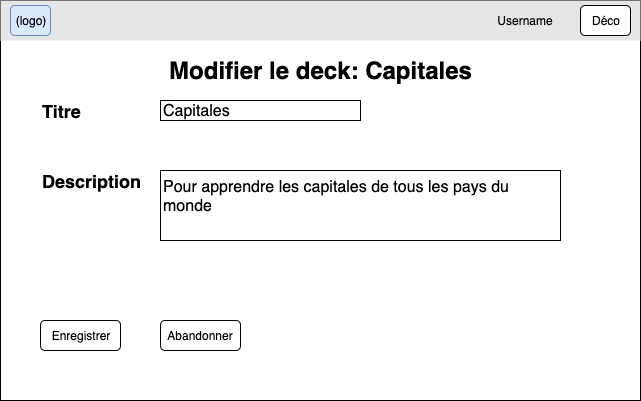 (logo) Username Déco
Modifier le deck: Capitales
Titre Capitales
Description Pour apprendre les capitales de tous les pays du
monde
Enregistrer Abandonner